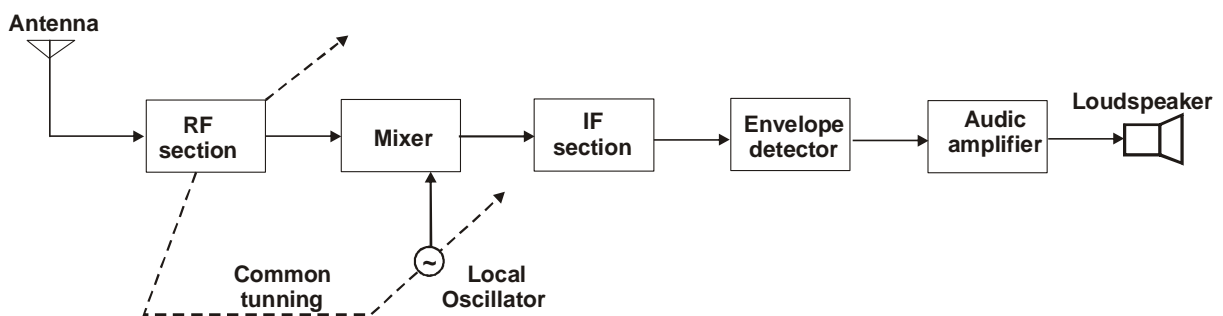 Antenna
RF
section
Mixer
IF
section
Envelope
detector
Audic
amplifier
Loudspeaker
~
Local
Oscillator
Common
tunning